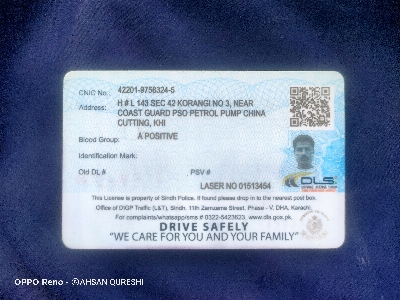 CNIC No.: 42201-9756324-5
Address: H # L 143 SEC 42 KORANGI NO 3, NEAR
COAST GUARD PSO PETROL PUMP CHINA
CUTTING, KHI
Blood Group: A POSITIVE
Identification Mark:
Old DL # PSV #
LASER NO 01513454
DLS
This License is property of Sindh Police. If found please drop in to the nearest post box.
Office of DIGP Traffic (L&T), Sindh. 11th Zamzama Street, Phase - V, DHA, Karachi.
For complaints/whatsapp/sms # 0322-5423623, www.dls.gos.pk
DRIVE SAFELY
"WE CARE FOR YOU AND YOUR FAMILY"
OPPO Reno - ©AHSAN QURESHI